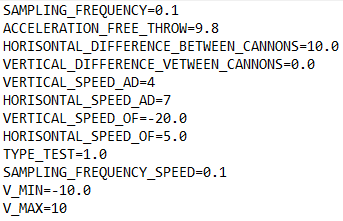 SAMPLING_FREQUENCY=0.1
ACCELERATION_FREE_THROW=9.8
HORISONTAL_DIFFERENCE_BETWEEN_CANNONS=10.0
VERTICAL_DIFFERENCE_VETWEEN_CANNONS=0.0
VERTICAL_SPEED_AD=4
HORISONTAL_SPEED_AD=7
VERTICAL_SPEED_OF=-20.0
HORISONTAL_SPEED_OF=5.0
TYPE_TEST=1.0
SAMPLING_FREQUENCY_SPEED=0.1
V_MIN=-10.0
V_MAX=10